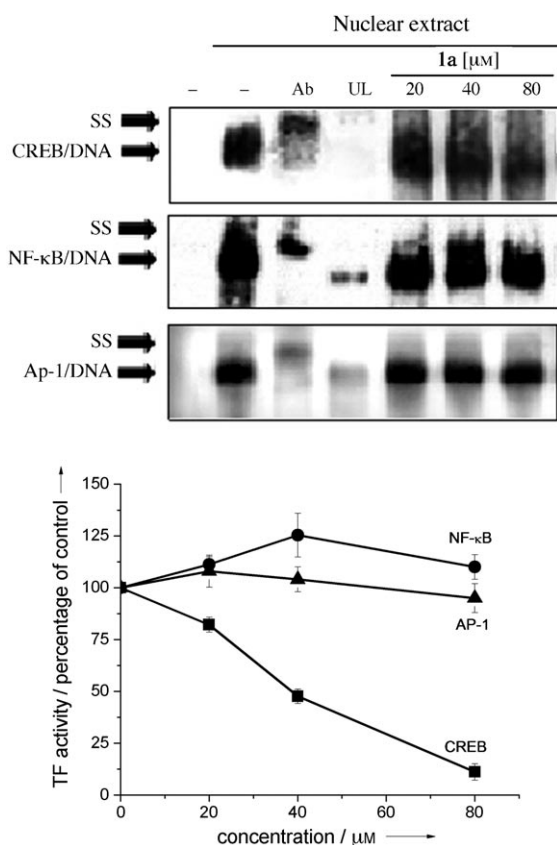 Nuclear extract
1a [µM]
– – Ab UL 20 40 80
SS
CREB/DNA
SS
NF-κB/DNA
SS
Ap-1/DNA
150
125
100
75
50
25
0
TF activity / percentage of control
NF-κB
AP-1
CREB
0 20 40 60 80
concentration / µM